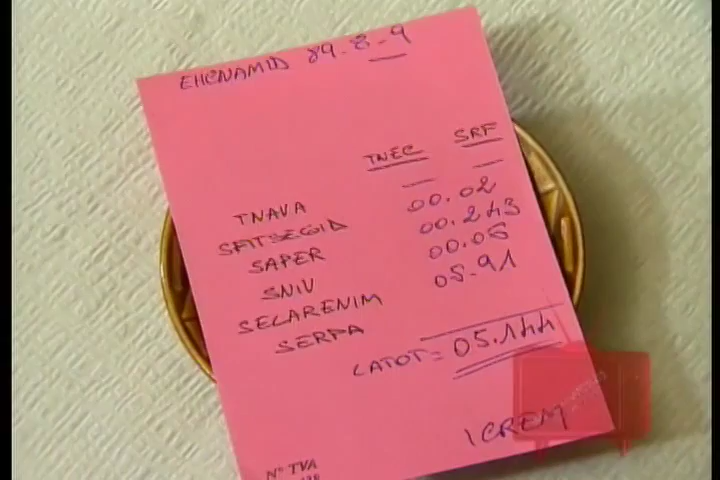 EHCNAMID 89-8-9
TNEC SRF
TNAVA — —
SFITSEGID 00.02
SAPER 00.243
SNIV 00.05
SELARENIM 05.91
SERPA
LATOT = 05.144
ICREM
N° TVA